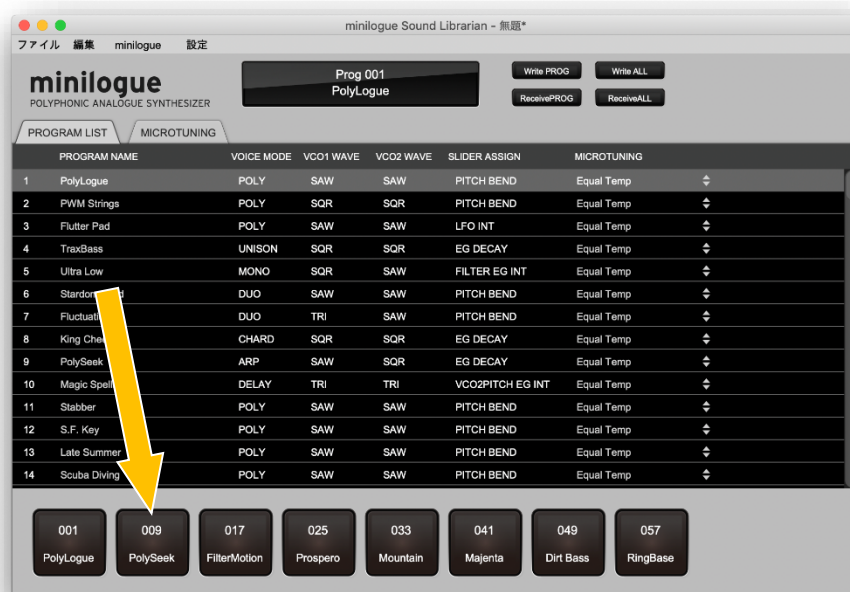 minilogue Sound Librarian - 無題*
ファイル 編集 minilogue 設定
minilogue
POLYPHONIC ANALOGUE SYNTHESIZER
Prog 001
PolyLogue
Write PROG Write ALL
ReceivePROG ReceiveALL
PROGRAM LIST MICROTUNING
PROGRAM NAME VOICE MODE VCO1 WAVE VCO2 WAVE SLIDER ASSIGN MICROTUNING
1 PolyLogue POLY SAW SAW PITCH BEND Equal Temp
2 PWM Strings POLY SQR SQR PITCH BEND Equal Temp
3 Flutter Pad POLY SAW SAW LFO INT Equal Temp
4 TraxBass UNISON SQR SQR EG DECAY Equal Temp
5 Ultra Low MONO SQR SAW FILTER EG INT Equal Temp
6 DUO SAW SAW PITCH BEND Equal Temp
7 DUO TRI SAW PITCH BEND Equal Temp
8 King CHARD SQR SQR EG DECAY Equal Temp
9 PolySeek ARP SAW SQR EG DECAY Equal Temp
10 Magic Spell DELAY TRI TRI VCO2PITCH EG INT Equal Temp
11 Stabber POLY SAW SAW PITCH BEND Equal Temp
12 S.F. Key POLY SAW SAW PITCH BEND Equal Temp
13 Late Summer POLY SAW SAW PITCH BEND Equal Temp
14 Scuba Diving POLY SAW SAW PITCH BEND Equal Temp
001 009 017 025 033 041 049 057
PolyLogue PolySeek FilterMotion Prospero Mountain Majenta Dirt Bass RingBase